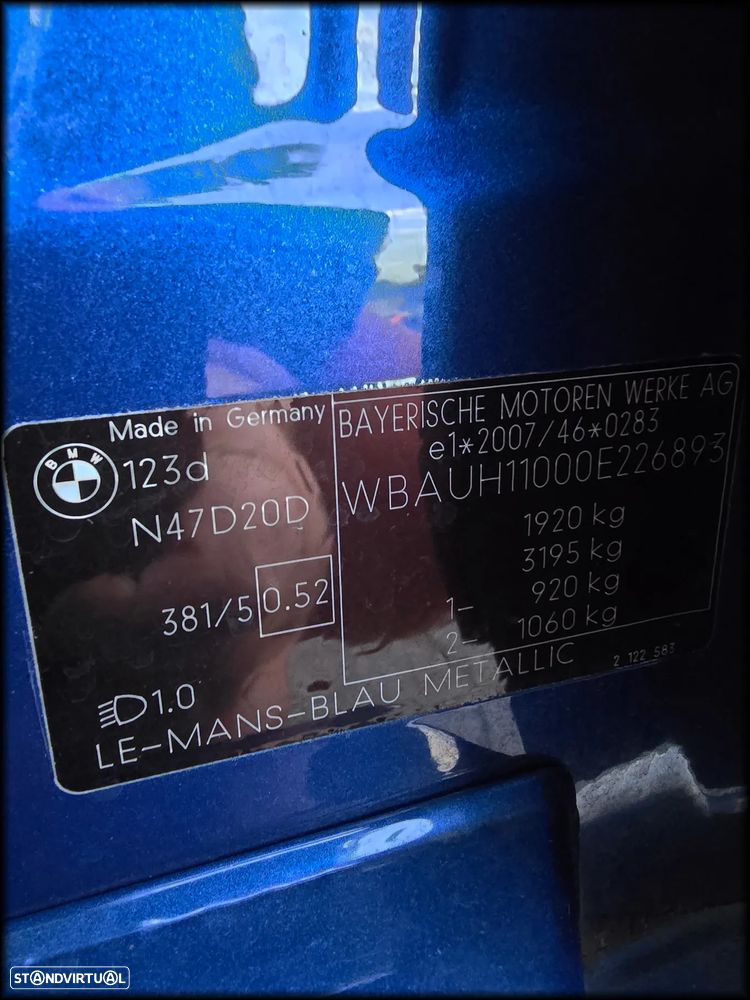 Made in Germany
BMW
123d
N47D20D
381/5 0.52
1.0
BAYERISCHE MOTOREN WERKE AG
e1*2007/46*0283
WBAUH11000E226893
1920 kg
3195 kg
1- 920 kg
2- 1060 kg
LE-MANS-BLAU METALLIC
2 122 583
STANDVIRTUAL